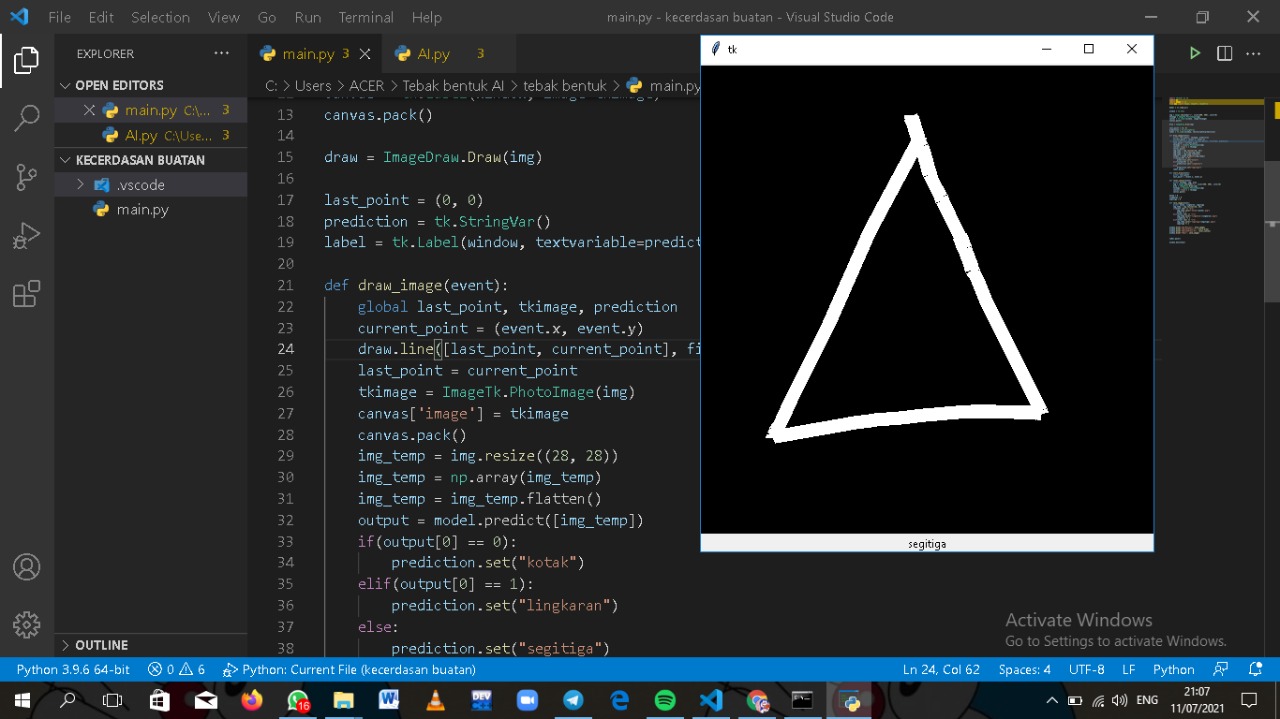 File Edit Selection View Go Run Terminal Help main.py - kecerdasan buatan - Visual Studio Code
EXPLORER ··· main.py 3 AI.py 3
tk
OPEN EDITORS
C: > Users > ACER > Tebak bentuk AI > tebak bentuk > main.py
main.py C:\... 3
AI.py C:\Use... 3
KECERDASAN BUATAN
.vscode
main.py
13 canvas.pack()
14
15 draw = ImageDraw.Draw(img)
16
17 last_point = (0, 0)
18 prediction = tk.StringVar()
19 label = tk.Label(window, textvariable=predict
20
21 def draw_image(event):
22 global last_point, tkimage, prediction
23 current_point = (event.x, event.y)
24 draw.line([last_point, current_point], fi
25 last_point = current_point
26 tkimage = ImageTk.PhotoImage(img)
27 canvas['image'] = tkimage
28 canvas.pack()
29 img_temp = img.resize((28, 28))
30 img_temp = np.array(img_temp)
31 img_temp = img_temp.flatten()
32 output = model.predict([img_temp])
33 if(output[0] == 0):
34 prediction.set("kotak")
35 elif(output[0] == 1):
36 prediction.set("lingkaran")
37 else:
38 prediction.set("segitiga")
segitiga
OUTLINE
Activate Windows
Go to Settings to activate Windows.
Python 3.9.6 64-bit 0 6 Python: Current File (kecerdasan buatan) Ln 24, Col 62 Spaces: 4 UTF-8 LF Python
16 W DEV ENG 21:07
11/07/2021